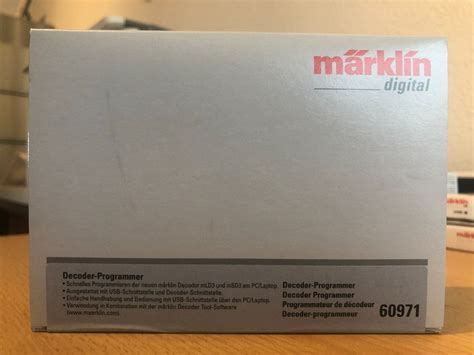 märklin
digital
Decoder-Programmer
• Schnelles Programmieren der neuen märklin Decoder mLD3 und mSD3 am PC/Laptop.
• Ausgestattet mit USB-Schnittstelle und Decoder-Schnittstelle.
• Einfache Handhabung und Bedienung mit USB-Schnittstelle über den PC/Laptop.
• Verwendung in Kombination mit der märklin Decoder Tool-Software
(www.maerklin.com).
Decoder-Programmer
Decoder Programmer
Programmateur de décodeur
Decoder-programmeur
60971
märklin